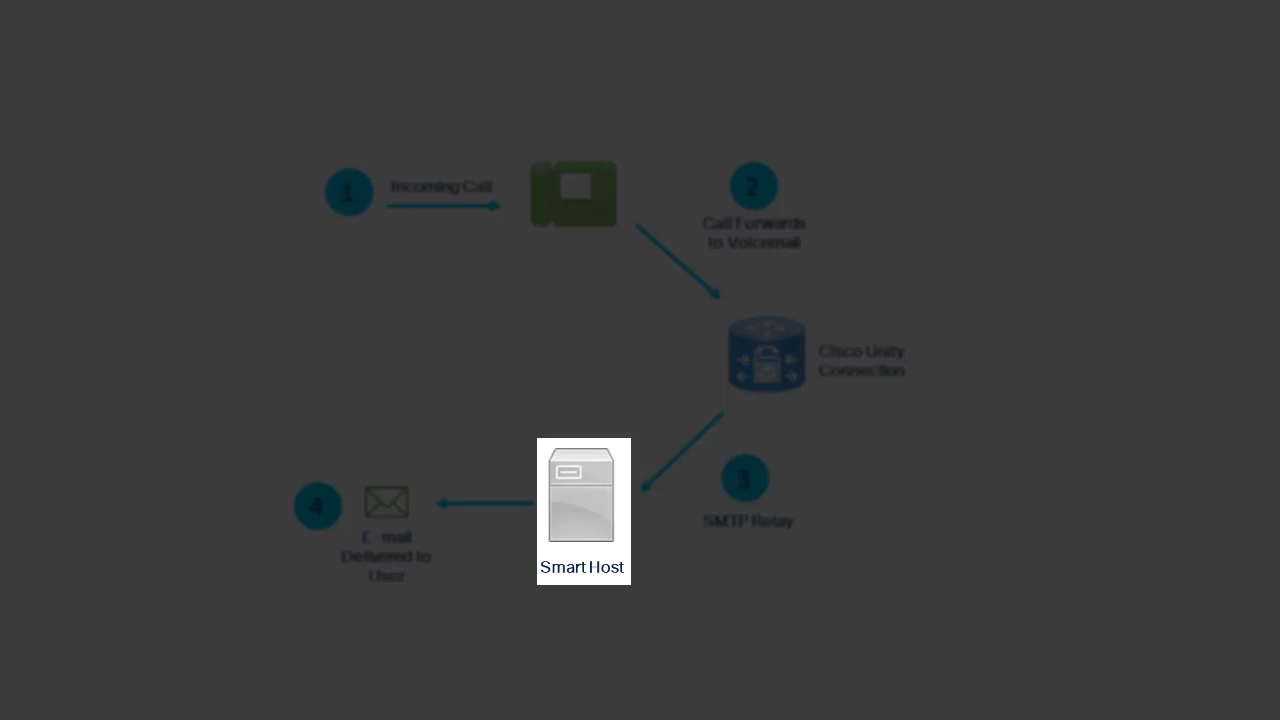 1
Incoming Call
2
Call Forwards
to Voicemail
Cisco Unity
Connection
3
SMTP Relay
Smart Host
4
E-mail
Delivered to
User